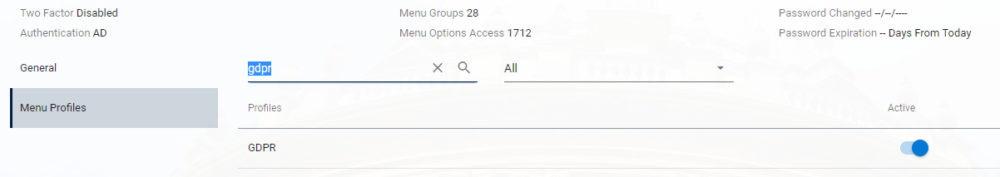 Two Factor Disabled Menu Groups 28 Password Changed --/--/----
Authentication AD Menu Options Access 1712 Password Expiration -- Days From Today
General gdpr All
Menu Profiles Profiles Active
GDPR